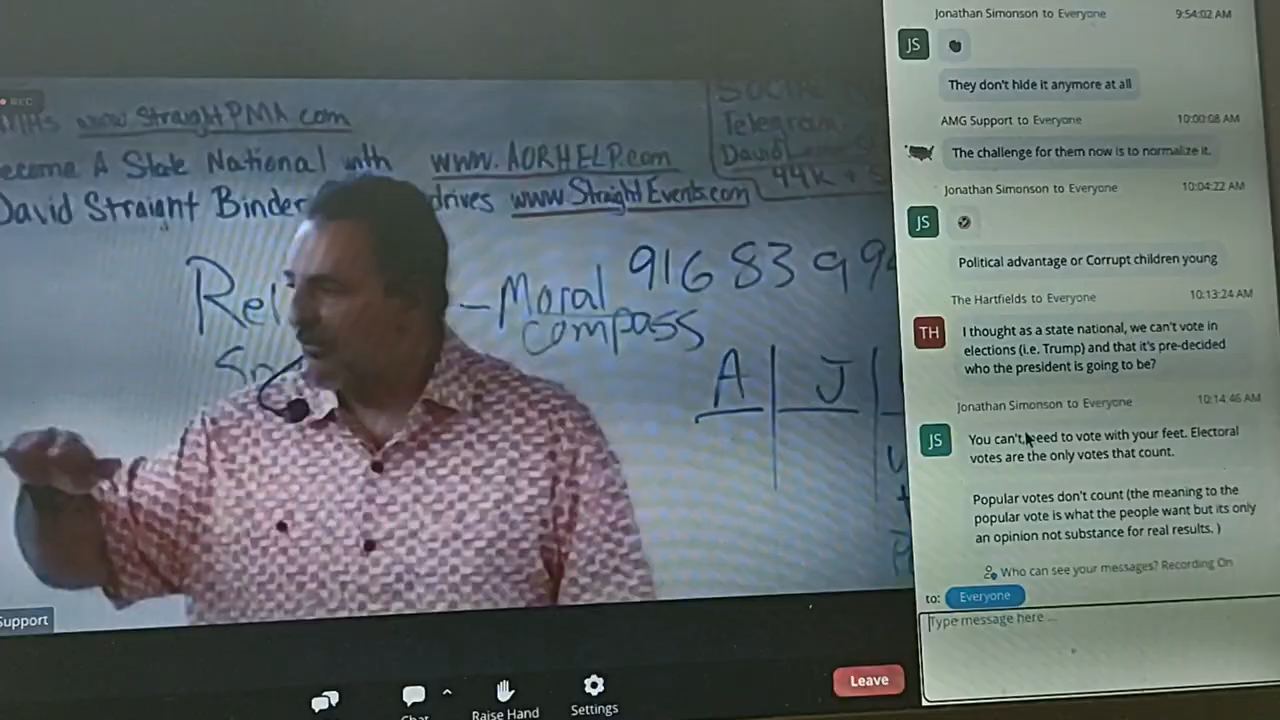 REC
www.StraightPMA.com
ecome A State National with www.AORHELP.com
David Straight Binder drives www.StraightEvents.com
SOCIAL
Telegram
David
44K +
Rel - Moral compass
916 83 9 9
A J
Support
Leave
Raise Hand
Settings
Jonathan Simonson to Everyone 9:54:02 AM
JS
They don't hide it anymore at all
AMG Support to Everyone 10:00:08 AM
The challenge for them now is to normalize it.
Jonathan Simonson to Everyone 10:04:22 AM
JS
Political advantage or Corrupt children young
The Hartfields to Everyone 10:13:24 AM
TH
I thought as a state national, we can't vote in
elections (i.e. Trump) and that it's pre-decided
who the president is going to be?
Jonathan Simonson to Everyone 10:14:46 AM
JS
You can't, need to vote with your feet. Electoral
votes are the only votes that count.
Popular votes don't count (the meaning to the
popular vote is what the people want but its only
an opinion not substance for real results. )
Who can see your messages? Recording On
to: Everyone
Type message here ...